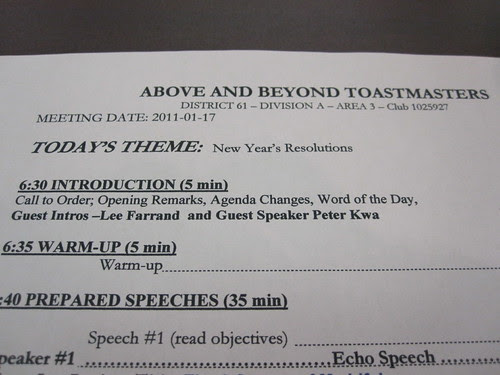 ABOVE AND BEYOND TOASTMASTERS
DISTRICT 61 – DIVISION A – AREA 3 – Club 1025927
MEETING DATE: 2011-01-17
TODAY'S THEME: New Year's Resolutions
6:30 INTRODUCTION (5 min)
Call to Order; Opening Remarks, Agenda Changes, Word of the Day,
Guest Intros –Lee Farrand and Guest Speaker Peter Kwa
6:35 WARM-UP (5 min)
Warm-up
:40 PREPARED SPEECHES (35 min)
Speech #1 (read objectives)
peaker #1 Echo Speech